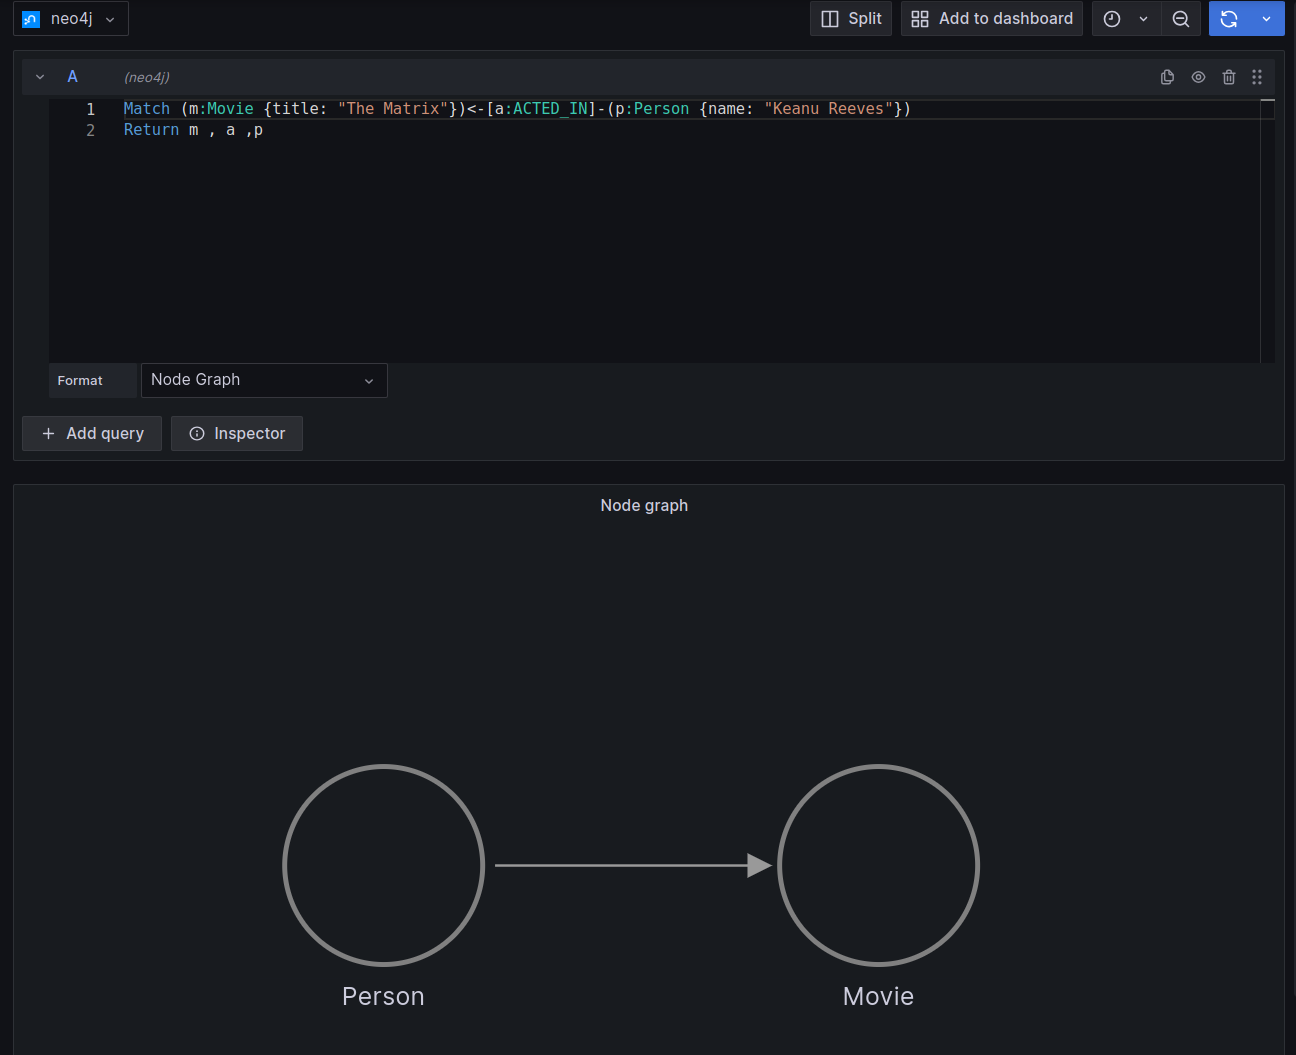 neo4j Split Add to dashboard
A (neo4j)
1 Match (m:Movie {title: "The Matrix"})<-[a:ACTED_IN]-(p:Person {name: "Keanu Reeves"})
2 Return m , a ,p
Format Node Graph
+ Add query Inspector
Node graph
Person Movie